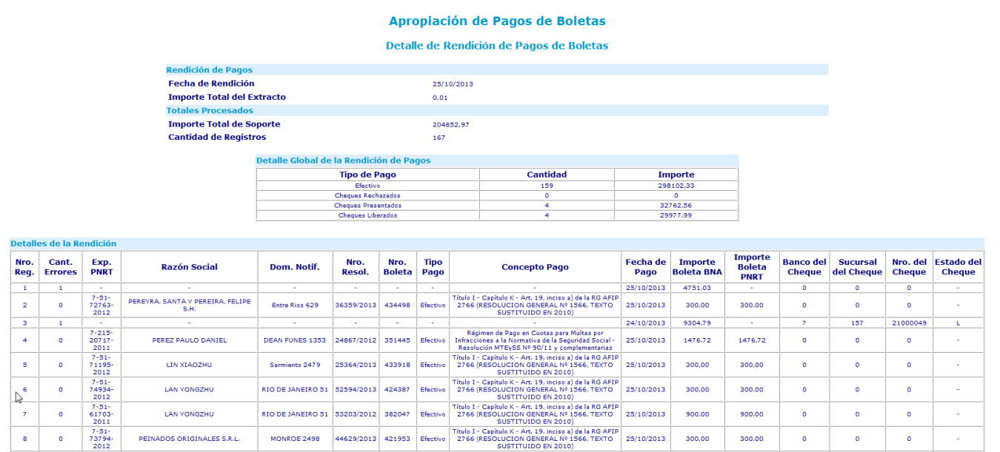 Apropiación de Pagos de Boletas
Detalle de Rendición de Pagos de Boletas
Rendición de Pagos
Fecha de Rendición 25/10/2013
Importe Total del Extracto 0,01
Totales Procesados
Importe Total de Soporte 204852,97
Cantidad de Registros 167
Detalle Global de la Rendición de Pagos
Tipo de Pago Cantidad Importe
Efectivo 159 298102,33
Cheques Rechazados 0 0
Cheques Presentados 4 32762,56
Cheques Liberados 4 29977,99
Detalles de la Rendición
Nro. Reg. Cant. Errores Exp. PNRT Razón Social Dom. Notif. Nro. Resol. Nro. Boleta Tipo Pago Concepto Pago Fecha de Pago Importe Boleta BNA Importe Boleta PNRT Banco del Cheque Sucursal del Cheque Nro. del Cheque Estado del Cheque
1 1 - - - - - - - 25/10/2013 4751,03 - 0 0 0 -
2 0 7-51-72763-2012 PEREYRA, SANTA Y PEREIRA, FELIPE S.H. Entre Rios 629 36359/2013 434498 Efectivo Título I - Capítulo K - Art. 19, inciso a) de la RG AFIP 2766 (RESOLUCION GENERAL Nº 1566, TEXTO SUSTITUIDO EN 2010) 25/10/2013 300,00 300,00 0 0 0 -
3 1 - - - - - - - 24/10/2013 9304,79 - 7 157 21000049 L
4 0 7-215-20717-2011 PEREZ PAULO DANIEL DEAN FUNES 1353 24867/2012 351445 Efectivo Régimen de Pago en Cuotas para Multas por Infracciones a la Normativa de la Seguridad Social - Resolución MTEySS Nº 90/11 y complementarias 25/10/2013 1476,72 1476,72 0 0 0 -
5 0 7-51-71195-2012 LIN XIAOZHU Sarmiento 2479 25364/2013 433918 Efectivo Título I - Capítulo K - Art. 19, inciso a) de la RG AFIP 2766 (RESOLUCION GENERAL Nº 1566, TEXTO SUSTITUIDO EN 2010) 25/10/2013 300,00 300,00 0 0 0 -
6 0 7-51-74934-2012 LAN YONGZHU RIO DE JANEIRO 51 52594/2013 424387 Efectivo Título I - Capítulo K - Art. 19, inciso a) de la RG AFIP 2766 (RESOLUCION GENERAL Nº 1566, TEXTO SUSTITUIDO EN 2010) 25/10/2013 300,00 300,00 0 0 0 -
7 0 7-51-61703-2011 LAN YONGZHU RIO DE JANEIRO 51 53203/2012 382047 Efectivo Título I - Capítulo K - Art. 19, inciso a) de la RG AFIP 2766 (RESOLUCION GENERAL Nº 1566, TEXTO SUSTITUIDO EN 2010) 25/10/2013 900,00 900,00 0 0 0 -
8 0 7-51-73794-2012 PEINADOS ORIGINALES S.R.L. MONROE 2498 44629/2013 421953 Efectivo Título I - Capítulo K - Art. 19, inciso a) de la RG AFIP 2766 (RESOLUCION GENERAL Nº 1566, TEXTO SUSTITUIDO EN 2010) 25/10/2013 300,00 300,00 0 0 0 -